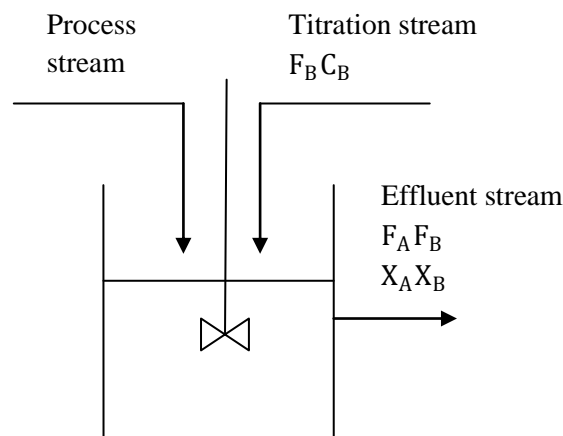 Process
stream
Titration stream
F_B C_B
Effluent stream
F_A F_B
X_A X_B